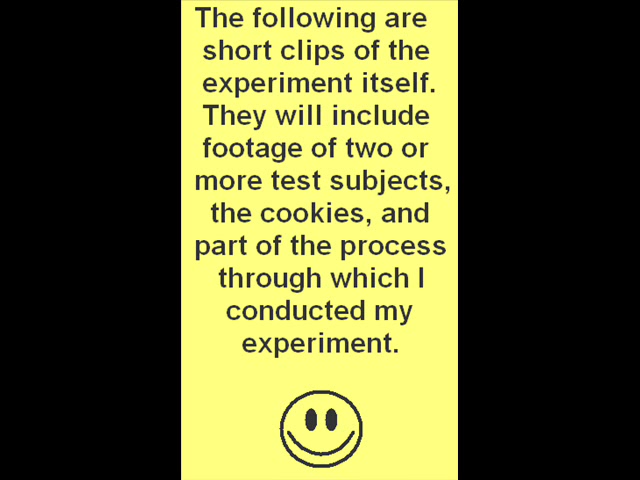 The following are
short clips of the
experiment itself.
They will include
footage of two or
more test subjects,
the cookies, and
part of the process
through which I
conducted my
experiment.